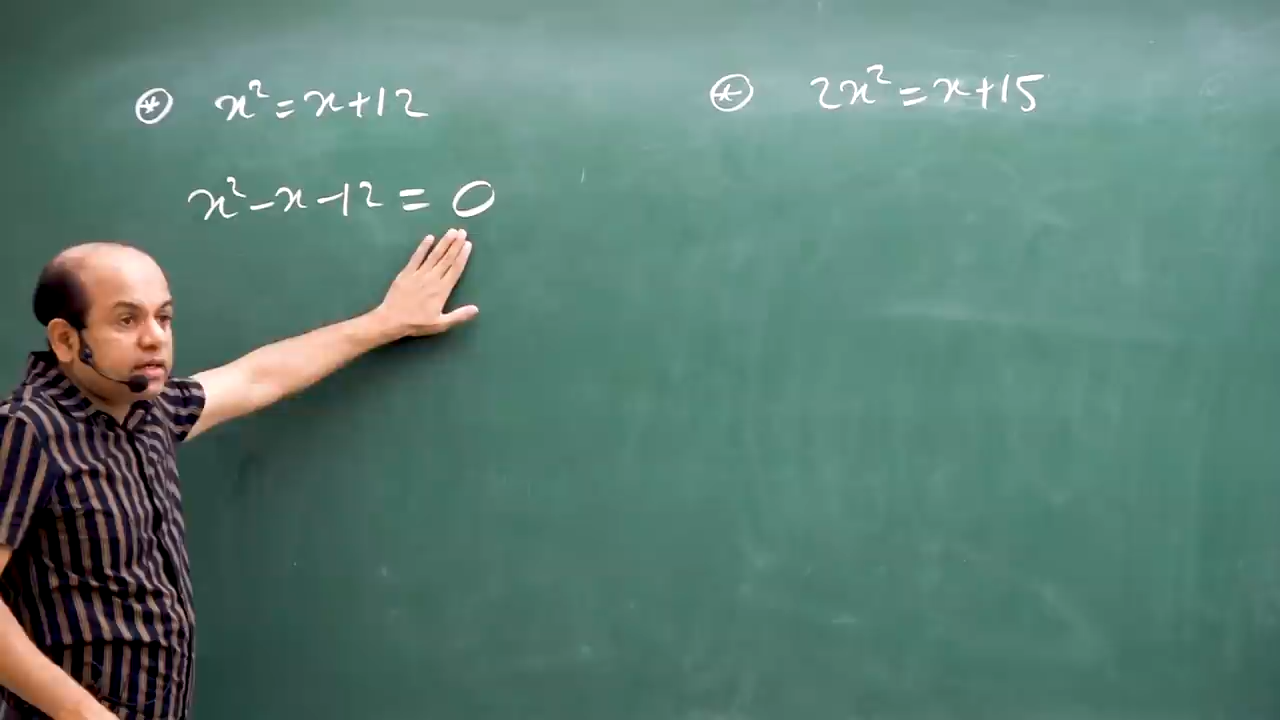 ⊛ x² = x + 12
x² - x - 12 = 0
⊛ 2x² = x + 15